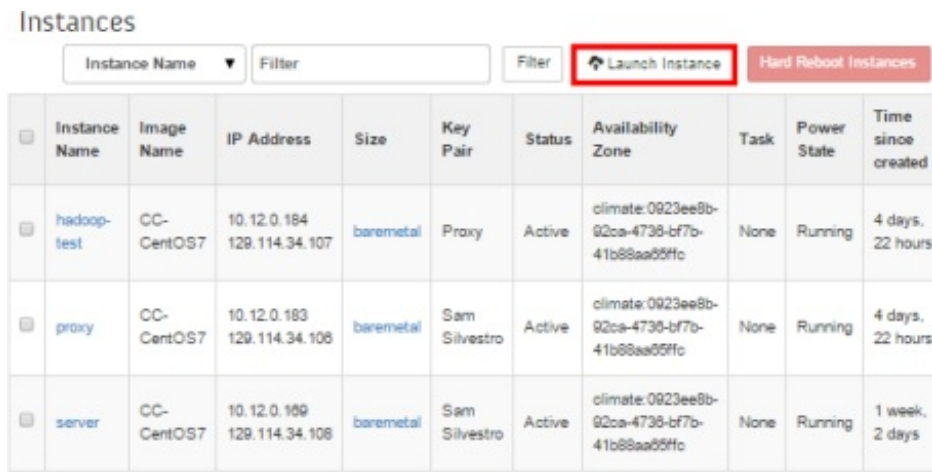 Instances
Instance Name ▼ Filter Filter Launch Instance Hard Reboot Instances
Instance Name Image Name IP Address Size Key Pair Status Availability Zone Task Power State Time since created
hadoop-test CC-CentOS7 10.12.0.184 129.114.34.107 baremetal Proxy Active climate:0923ee8b-92ca-4736-bf7b-41b88aa65ffc None Running 4 days, 22 hours
proxy CC-CentOS7 10.12.0.183 129.114.34.106 baremetal Sam Silvestro Active climate:0923ee8b-92ca-4736-bf7b-41b88aa65ffc None Running 4 days, 22 hours
server CC-CentOS7 10.12.0.169 129.114.34.108 baremetal Sam Silvestro Active climate:0923ee8b-92ca-4736-bf7b-41b88aa65ffc None Running 1 week, 2 days